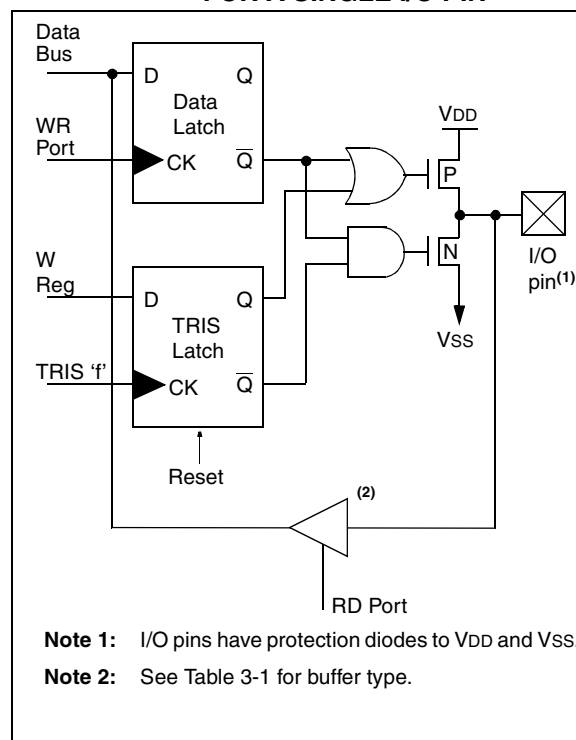 Data
Bus
D
Q
Data
Latch
WR
Port
CK
Q
VDD
P
N
I/O
pin(1)
VSS
W
Reg
D
Q
TRIS
Latch
TRIS 'f'
CK
Q
Reset
(2)
RD Port
Note 1: I/O pins have protection diodes to VDD and VSS.
Note 2: See Table 3-1 for buffer type.